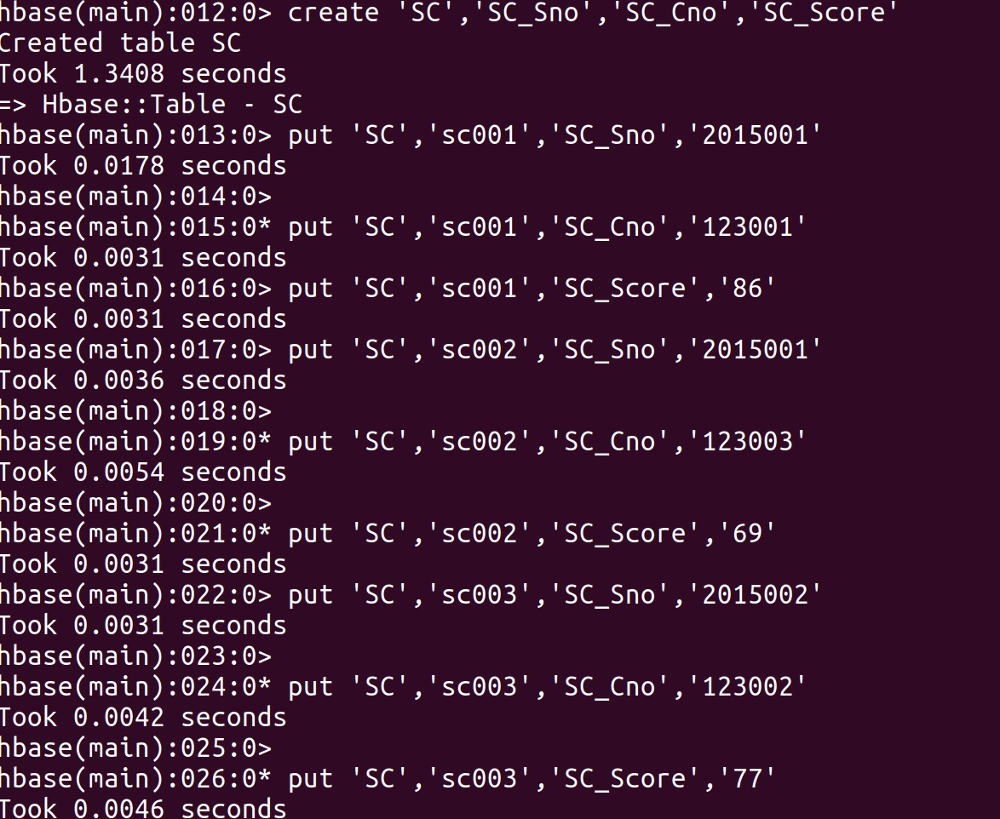 hbase(main):012:0> create 'SC','SC_Sno','SC_Cno','SC_Score'
Created table SC
Took 1.3408 seconds
=> Hbase::Table - SC
hbase(main):013:0> put 'SC','sc001','SC_Sno','2015001'
Took 0.0178 seconds
hbase(main):014:0>
hbase(main):015:0* put 'SC','sc001','SC_Cno','123001'
Took 0.0031 seconds
hbase(main):016:0> put 'SC','sc001','SC_Score','86'
Took 0.0031 seconds
hbase(main):017:0> put 'SC','sc002','SC_Sno','2015001'
Took 0.0036 seconds
hbase(main):018:0>
hbase(main):019:0* put 'SC','sc002','SC_Cno','123003'
Took 0.0054 seconds
hbase(main):020:0>
hbase(main):021:0* put 'SC','sc002','SC_Score','69'
Took 0.0031 seconds
hbase(main):022:0> put 'SC','sc003','SC_Sno','2015002'
Took 0.0031 seconds
hbase(main):023:0>
hbase(main):024:0* put 'SC','sc003','SC_Cno','123002'
Took 0.0042 seconds
hbase(main):025:0>
hbase(main):026:0* put 'SC','sc003','SC_Score','77'
Took 0.0046 seconds